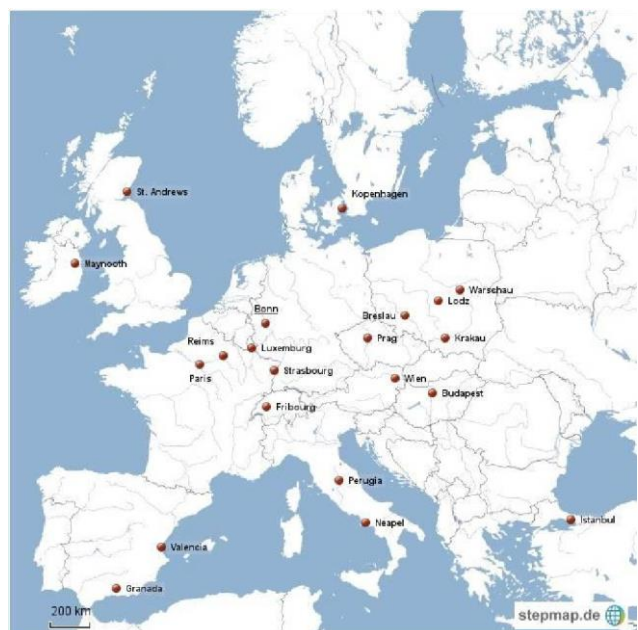 St. Andrews
Kopenhagen
Maynooth
Warschau
Lodz
Bonn
Breslau
Reims
Luxemburg
Prag
Krakau
Paris
Strasbourg
Wien
Budapest
Fribourg
Perugia
Neapel
Istanbul
Valencia
Granada
200 km
stepmap.de